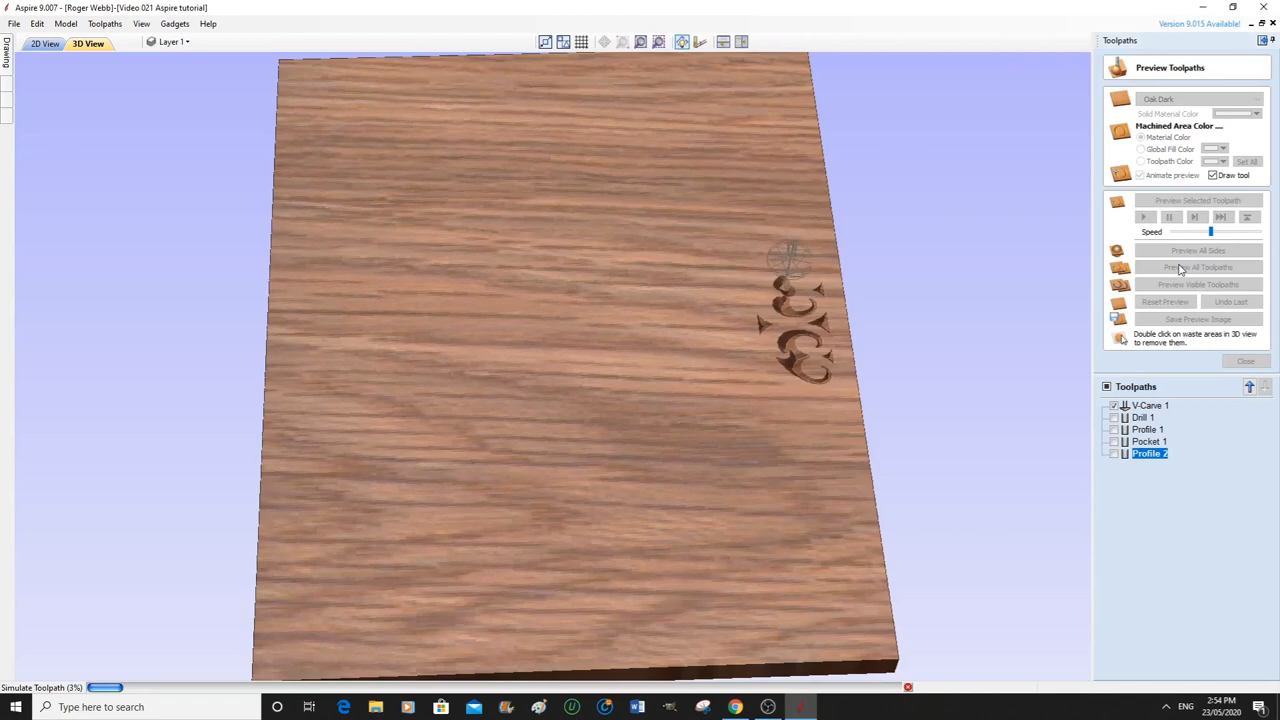 Aspire 9.007 - [Roger Webb]-[Video 021 Aspire tutorial]
File Edit Model Toolpaths View Gadgets Help
Version 9.015 Available!
2D View 3D View Layer 1
Drawing
Toolpaths
Preview Toolpaths
Oak Dark
Solid Material Color
Machined Area Color ....
Material Color
Global Fill Color
Toolpath Color Set All
Animate preview Draw tool
Preview Selected Toolpath
Speed
Preview All Sides
Preview All Toolpaths
Preview Visible Toolpaths
Reset Preview Undo Last
Save Preview Image
Double click on waste areas in 3D view
to remove them.
Close
Toolpaths
V-Carve 1
Drill 1
Profile 1
Pocket 1
Profile 2
Simulate Toolpath (3%)
Type here to search
ENG
2:54 PM
23/05/2020